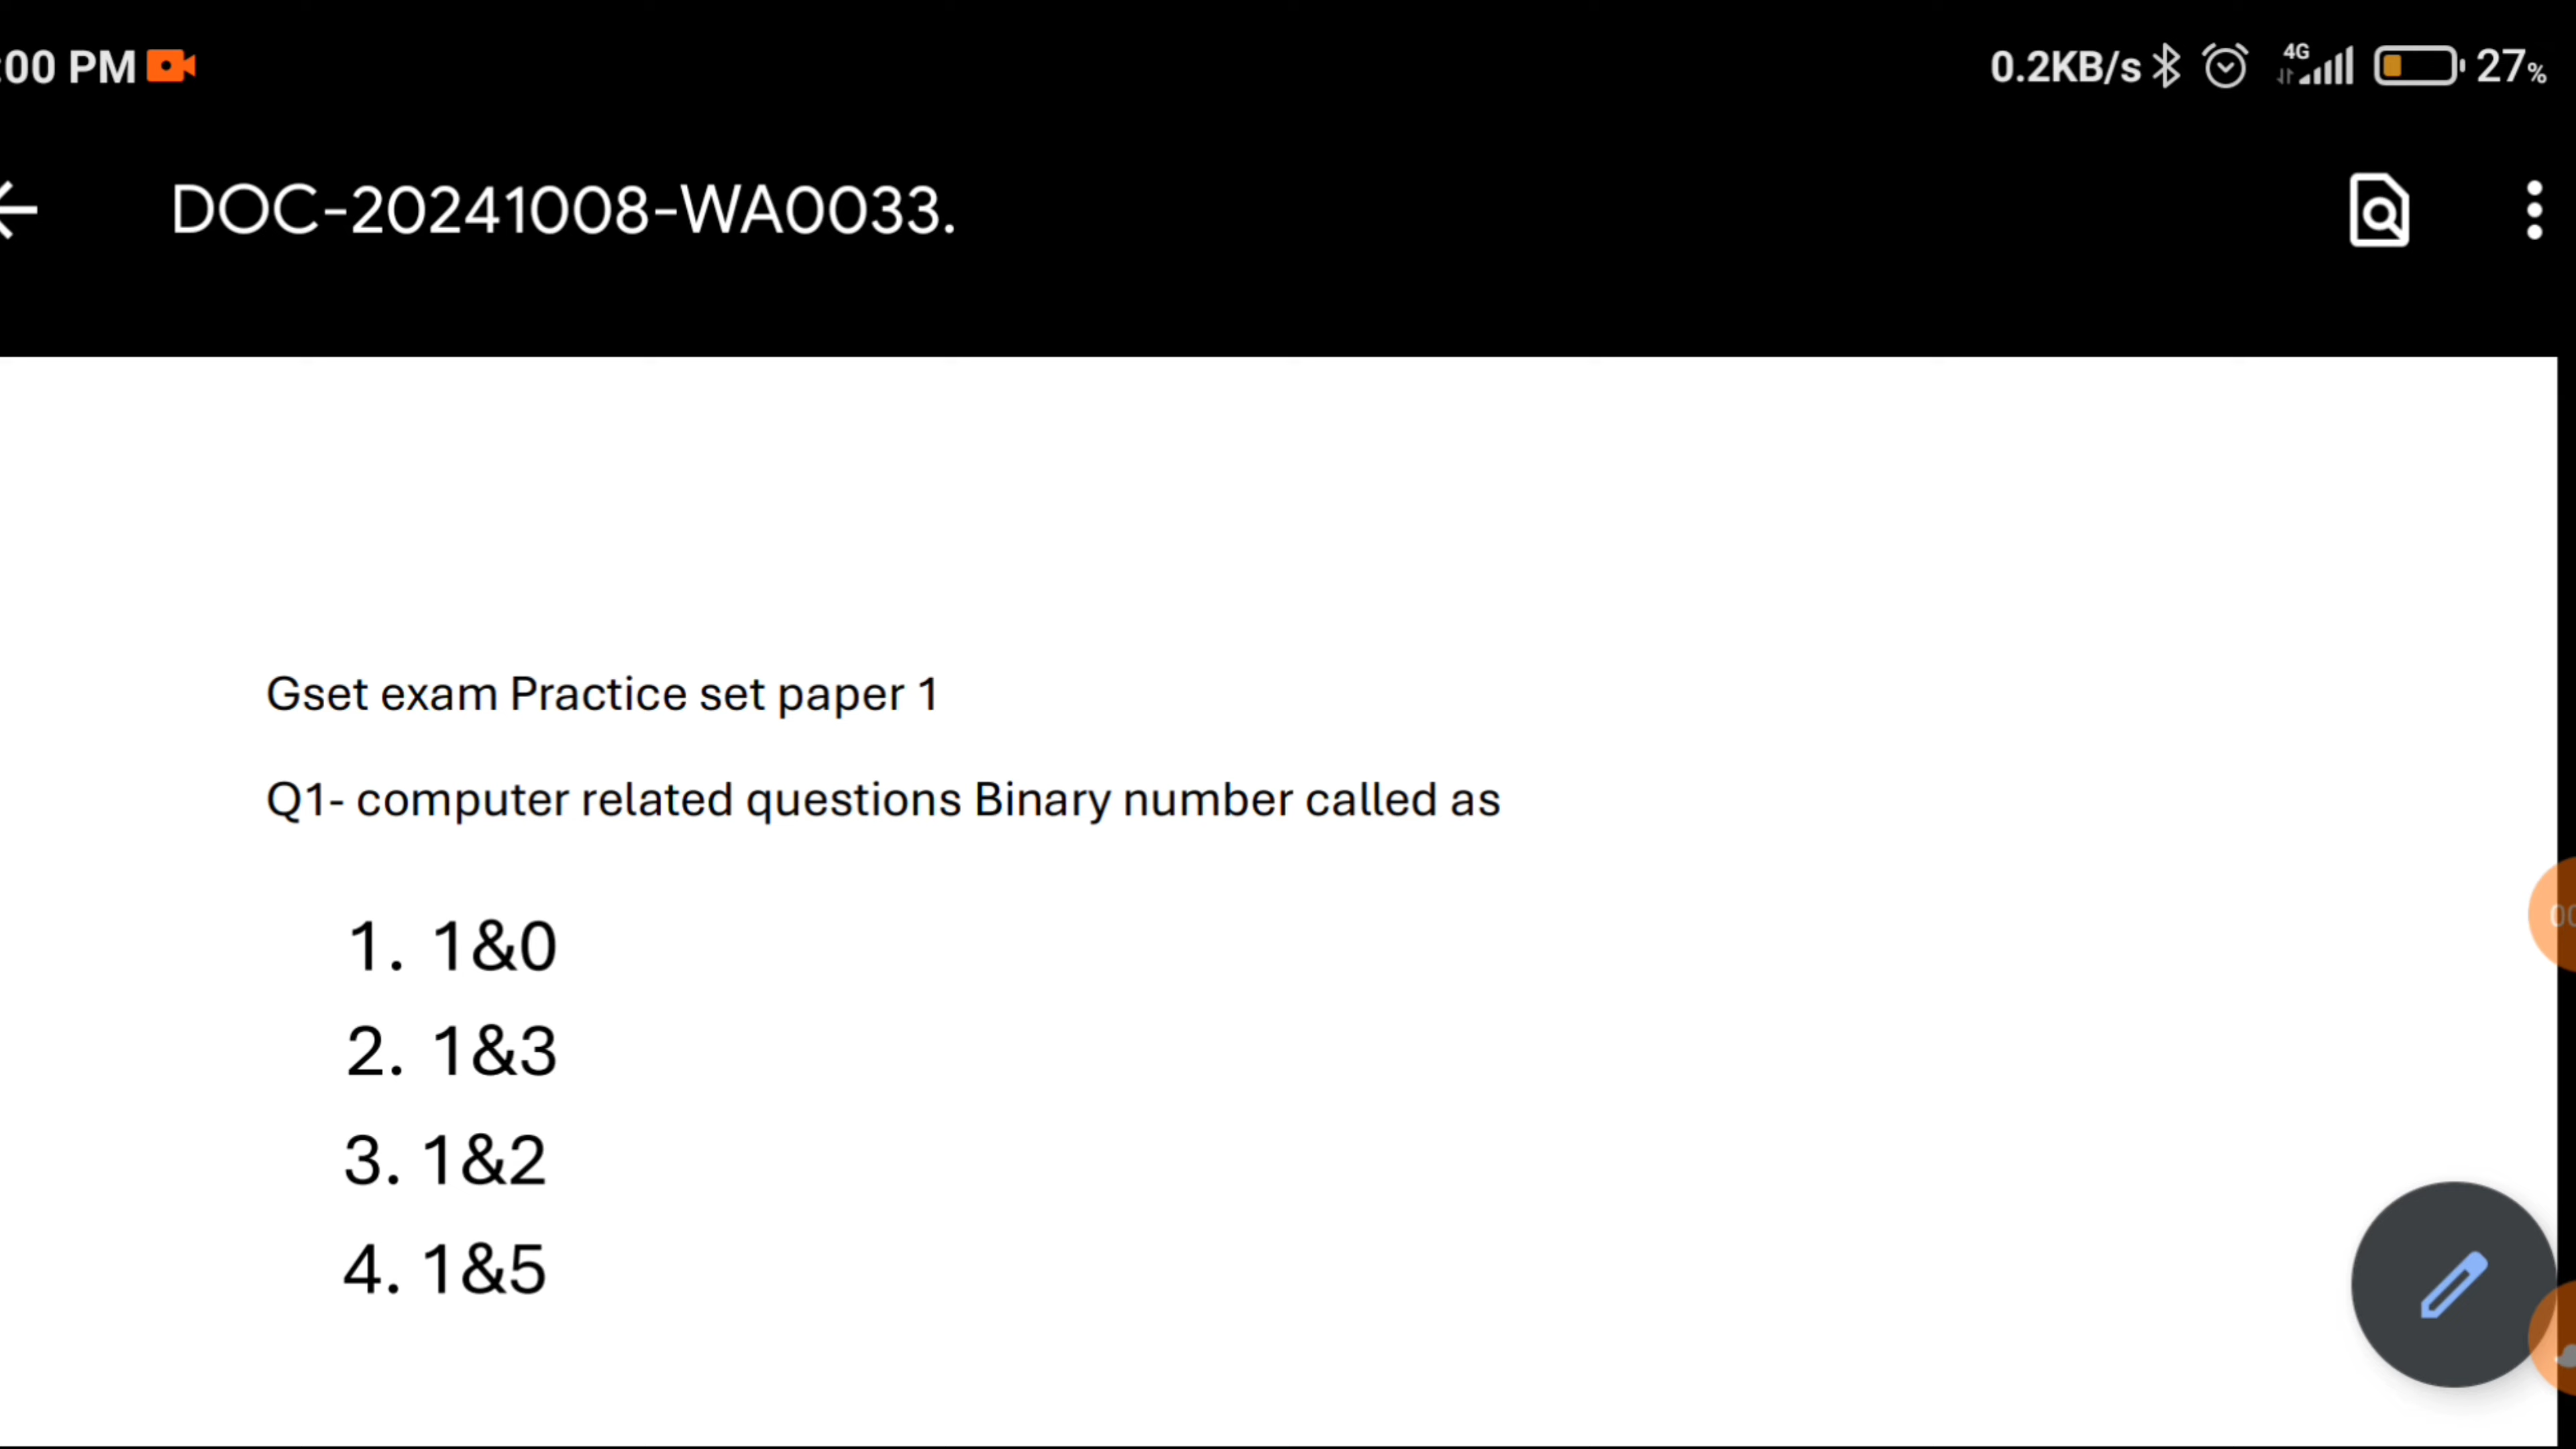 :00 PM 0.2KB/s 4G 27%
DOC-20241008-WA0033.
Gset exam Practice set paper 1
Q1- computer related questions Binary number called as
1. 1&0
2. 1&3
3. 1&2
4. 1&5